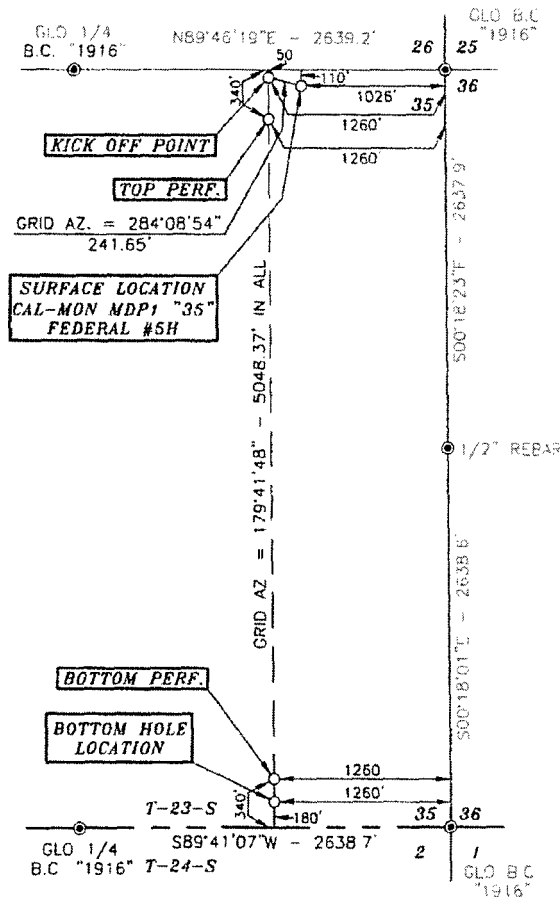 GLO 1/4
B.C. "1916"
N89°46'19"E - 2639.2'
GLO B.C
"1916"
26 25
35 36
50
110'
340'
1026'
1260'
1260'
KICK OFF POINT
TOP PERF.
GRID AZ. = 284°08'54"
241.65'
SURFACE LOCATION
CAL-MON MDP1 "35"
FEDERAL #5H
GRID AZ = 179°41'48" - 5048.37' IN ALL
S00°18'23"E - 2637.9'
1/2" REBAR
S00°18'01"E - 2638.6'
BOTTOM PERF.
BOTTOM HOLE
LOCATION
1260
1260'
340'
180'
T-23-S
35 36
S89°41'07"W - 2638 7'
GLO 1/4
B.C "1916"
T-24-S
2 1
GLO B C
"1916"